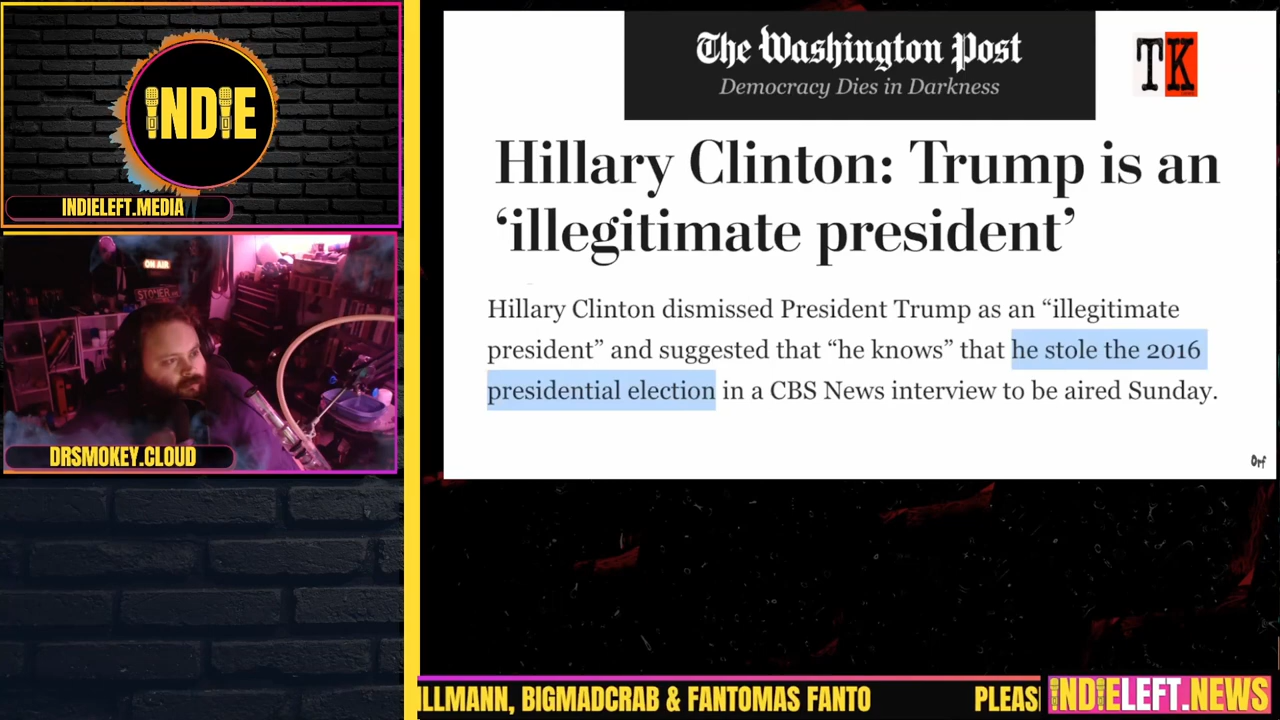 INDIE
INDIELEFT.MEDIA
ON AIR
STONER
DRSMOKEY.CLOUD
The Washington Post
Democracy Dies in Darkness
TK
Hillary Clinton: Trump is an
‘illegitimate president’
Hillary Clinton dismissed President Trump as an “illegitimate
president” and suggested that “he knows” that he stole the 2016
presidential election in a CBS News interview to be aired Sunday.
Orf
ILLMANN, BIGMADCRAB & FANTOMAS FANTO
PLEAS
INDIELEFT.NEWS